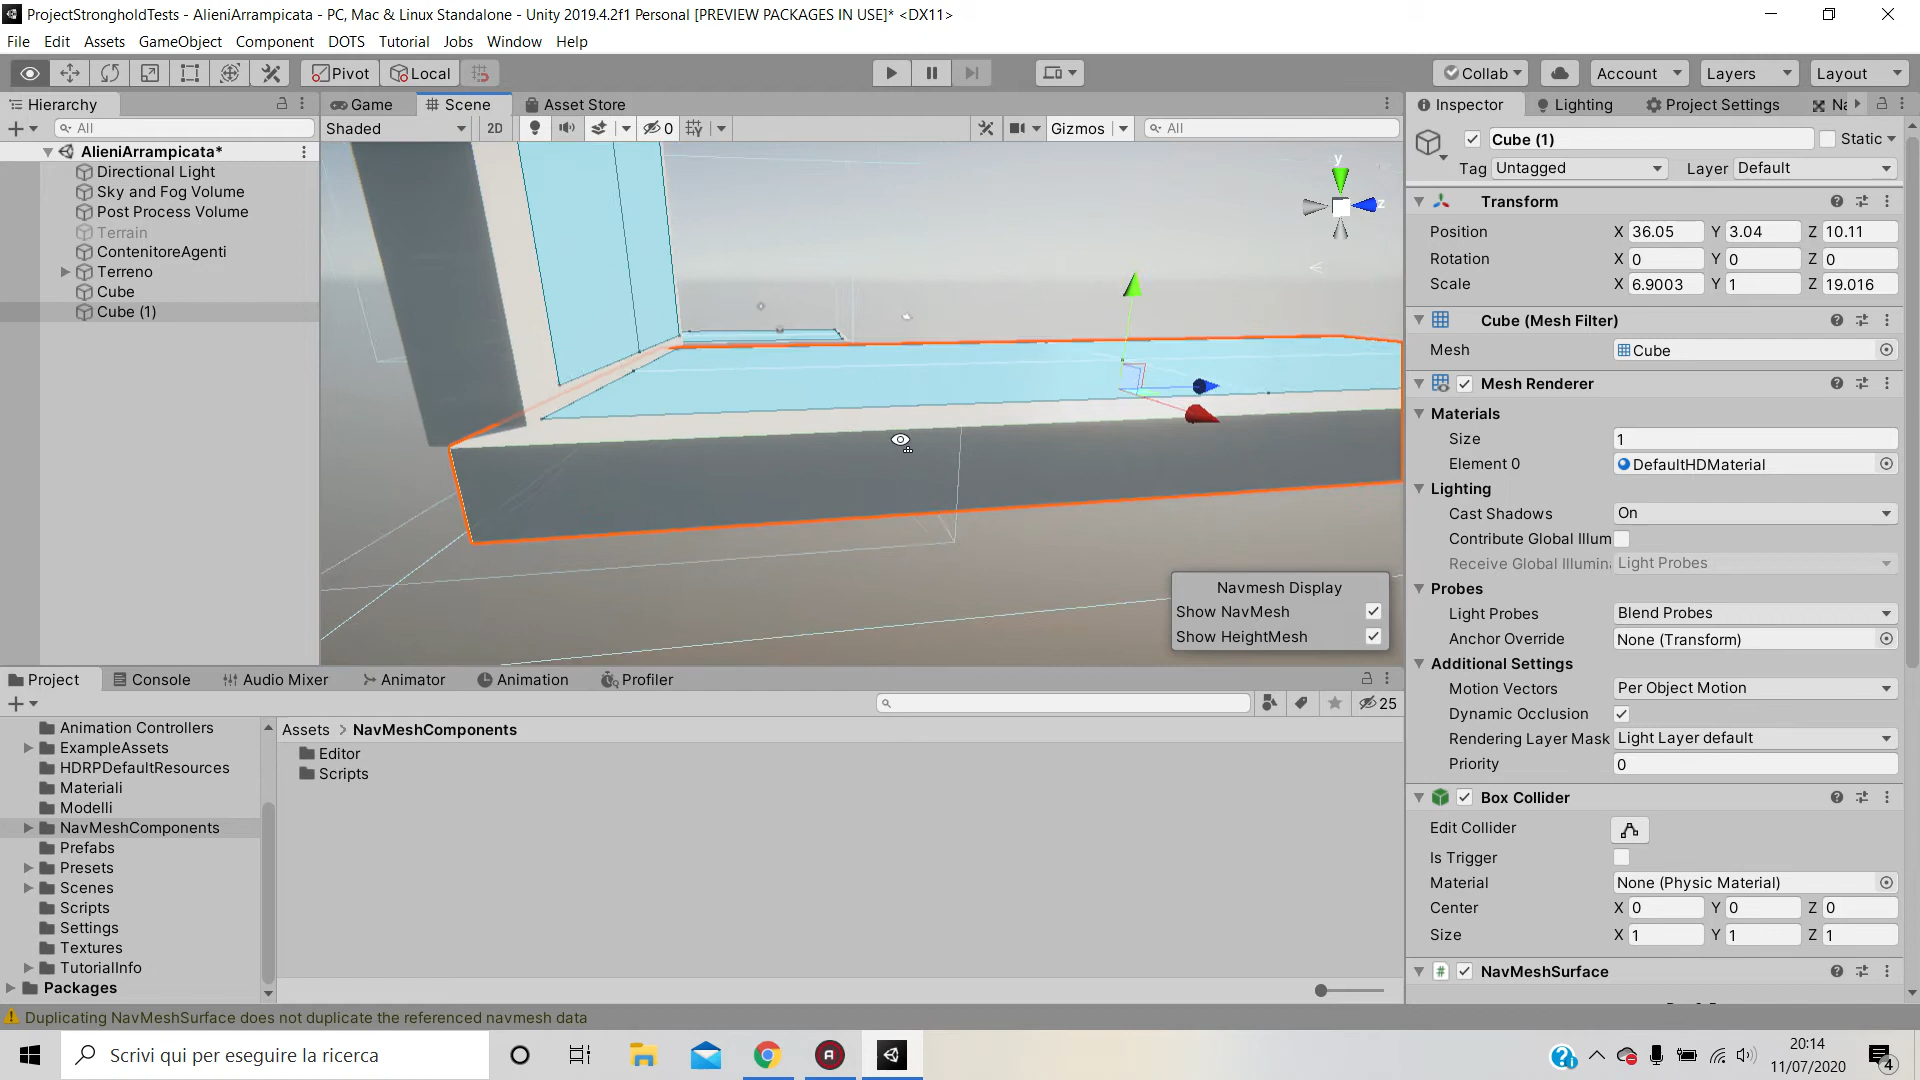 ProjectStrongholdTests - AlieniArrampicata - PC, Mac & Linux Standalone - Unity 2019.4.2f1 Personal [PREVIEW PACKAGES IN USE]* <DX11>
File Edit Assets GameObject Component DOTS Tutorial Jobs Window Help
Pivot Local Collab Account Layers Layout
Hierarchy
All
AlieniArrampicata*
Directional Light
Sky and Fog Volume
Post Process Volume
Terrain
ContenitoreAgenti
Terreno
Cube
Cube (1)
Game Scene Asset Store
Shaded 2D 0 Gizmos All
y
z
Navmesh Display
Show NavMesh
Show HeightMesh
Inspector Lighting Project Settings Na
Cube (1) Static
Tag Untagged Layer Default
Transform
Position X 36.05 Y 3.04 Z 10.11
Rotation X 0 Y 0 Z 0
Scale X 6.9003 Y 1 Z 19.016
Cube (Mesh Filter)
Mesh Cube
Mesh Renderer
Materials
Size 1
Element 0 DefaultHDMaterial
Lighting
Cast Shadows On
Contribute Global Illum
Receive Global Illumina Light Probes
Probes
Light Probes Blend Probes
Anchor Override None (Transform)
Additional Settings
Motion Vectors Per Object Motion
Dynamic Occlusion
Rendering Layer Mask Light Layer default
Priority 0
Box Collider
Edit Collider
Is Trigger
Material None (Physic Material)
Center X 0 Y 0 Z 0
Size X 1 Y 1 Z 1
# NavMeshSurface
Project Console Audio Mixer Animator Animation Profiler
25
Animation Controllers
ExampleAssets
HDRPDefaultResources
Materiali
Modelli
NavMeshComponents
Prefabs
Presets
Scenes
Scripts
Settings
Textures
TutorialInfo
Packages
Assets > NavMeshComponents
Editor
Scripts
Duplicating NavMeshSurface does not duplicate the referenced navmesh data
Scrivi qui per eseguire la ricerca
20:14
11/07/2020
4